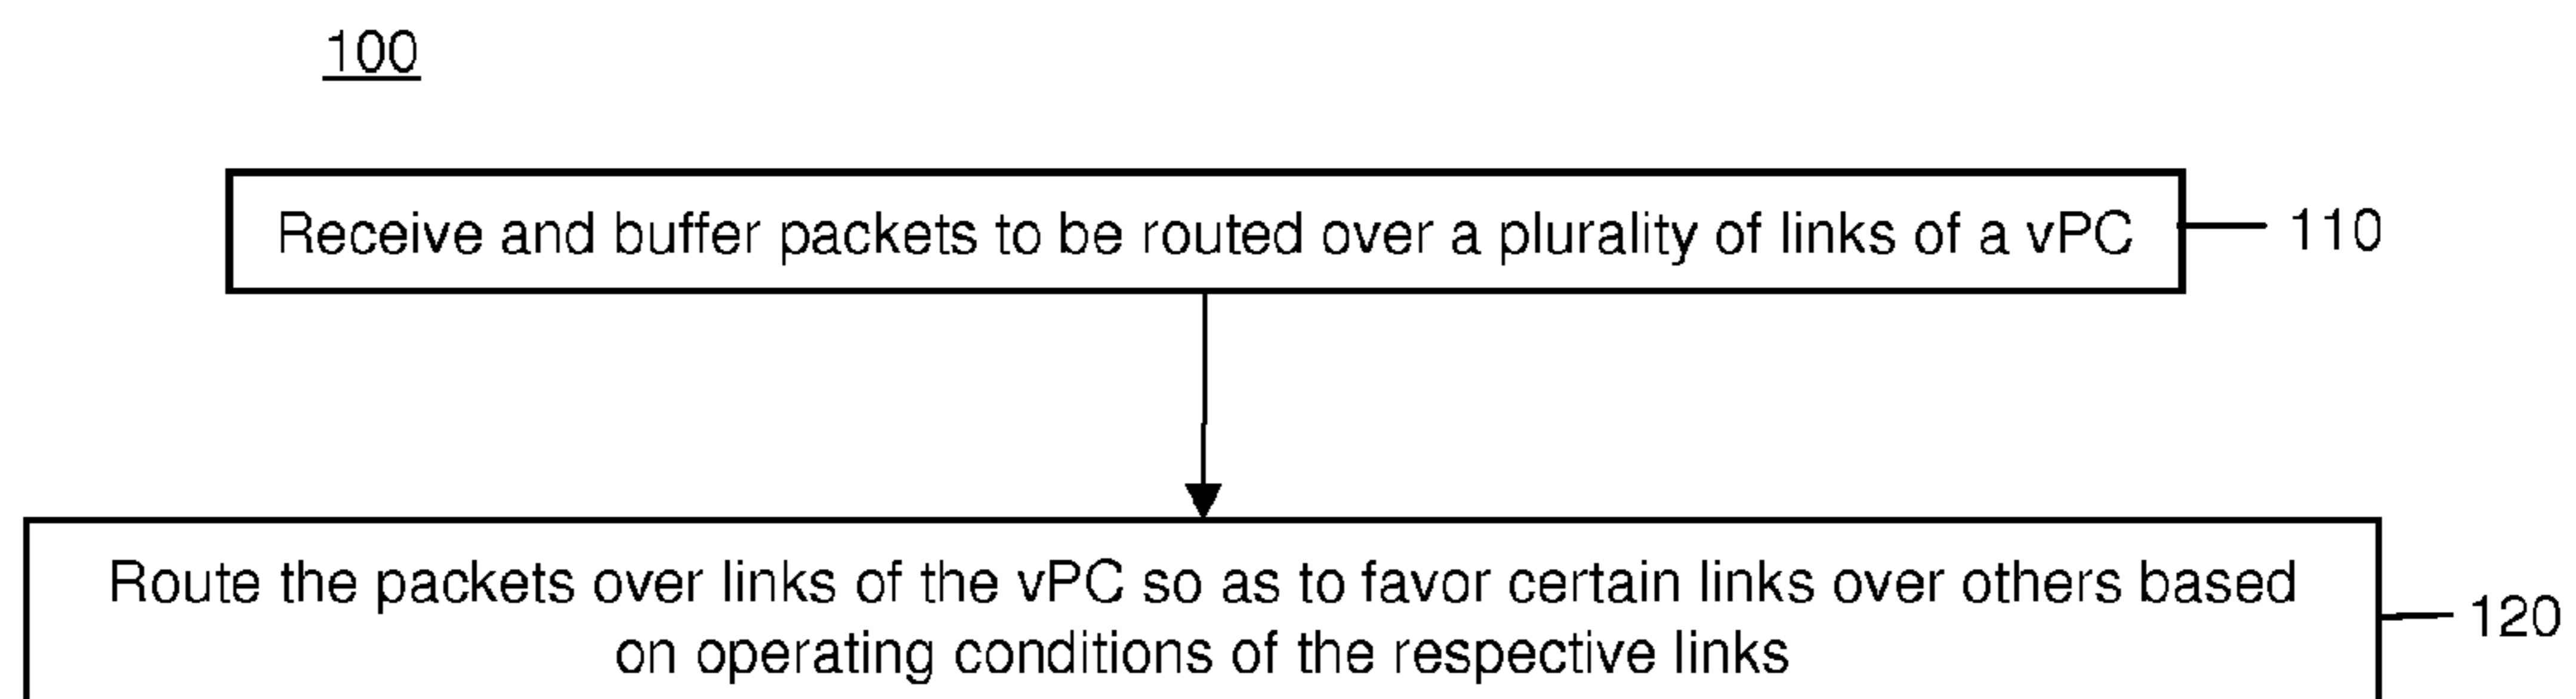 100
Receive and buffer packets to be routed over a plurality of links of a vPC
110
Route the packets over links of the vPC so as to favor certain links over others based
on operating conditions of the respective links
120